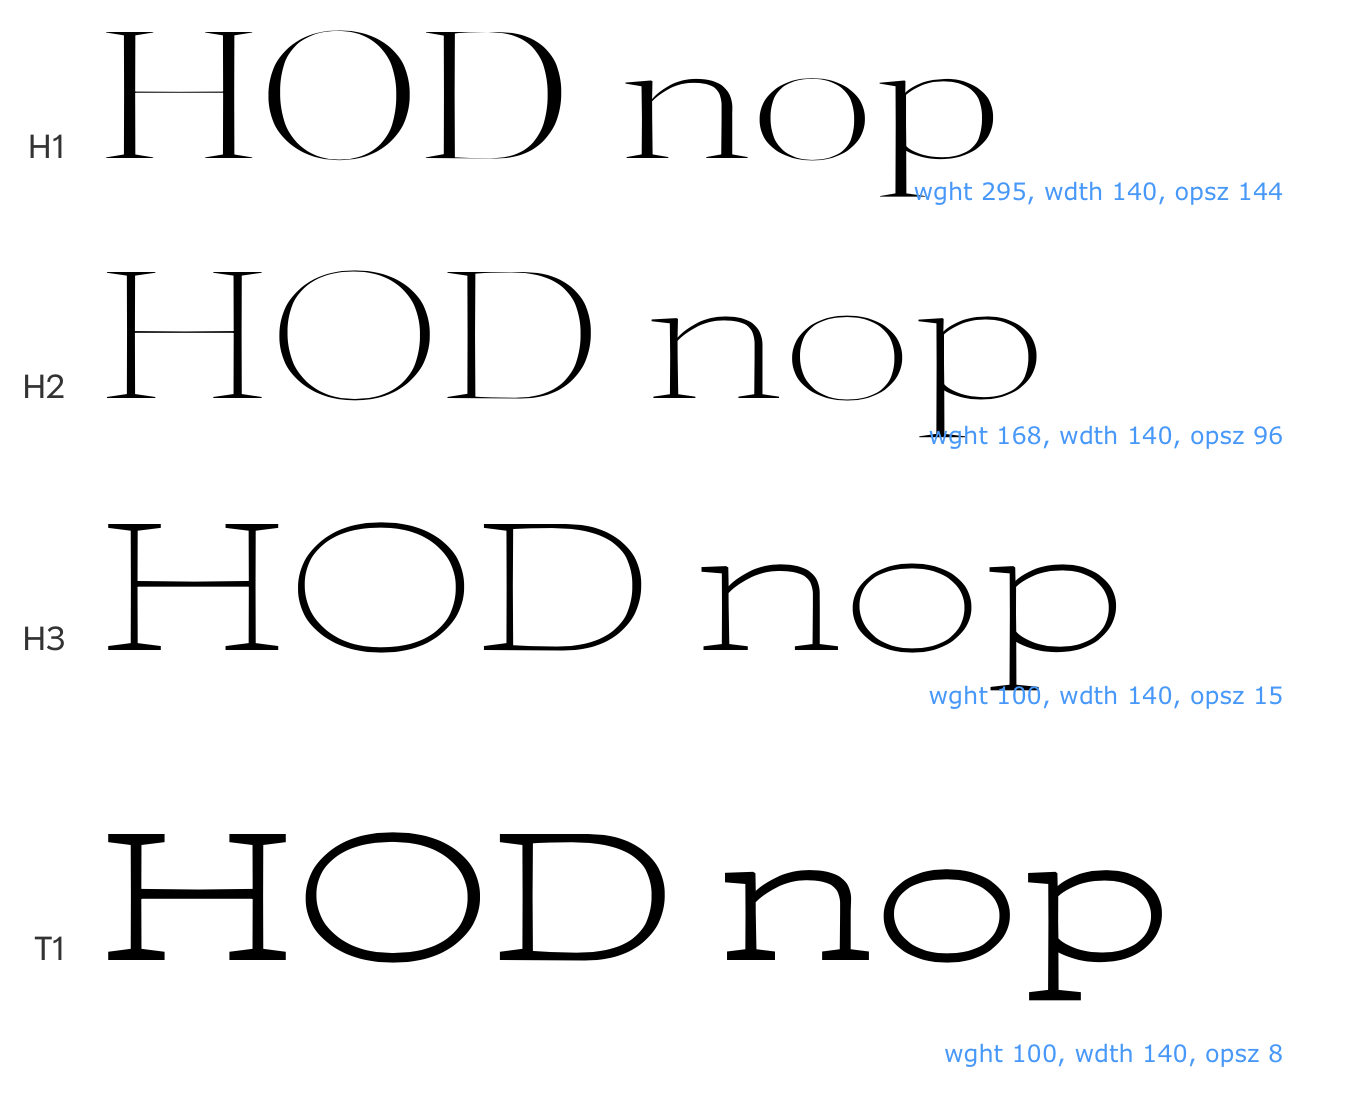 H1 HOD nop
wght 295, wdth 140, opsz 144
H2 HOD nop
wght 168, wdth 140, opsz 96
H3 HOD nop
wght 100, wdth 140, opsz 15
T1 HOD nop
wght 100, wdth 140, opsz 8